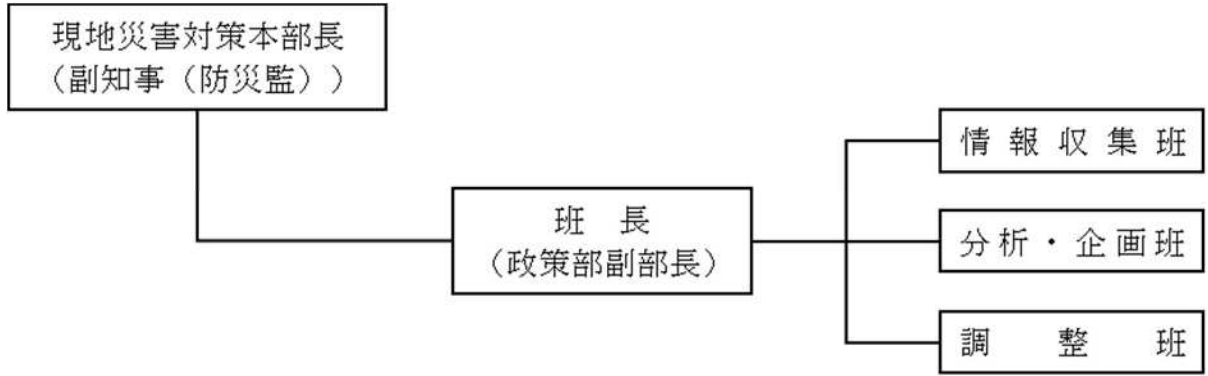 現地災害対策本部長
（副知事（防災監））
情報収集班
班長
（政策部副部長）
分析・企画班
調整班